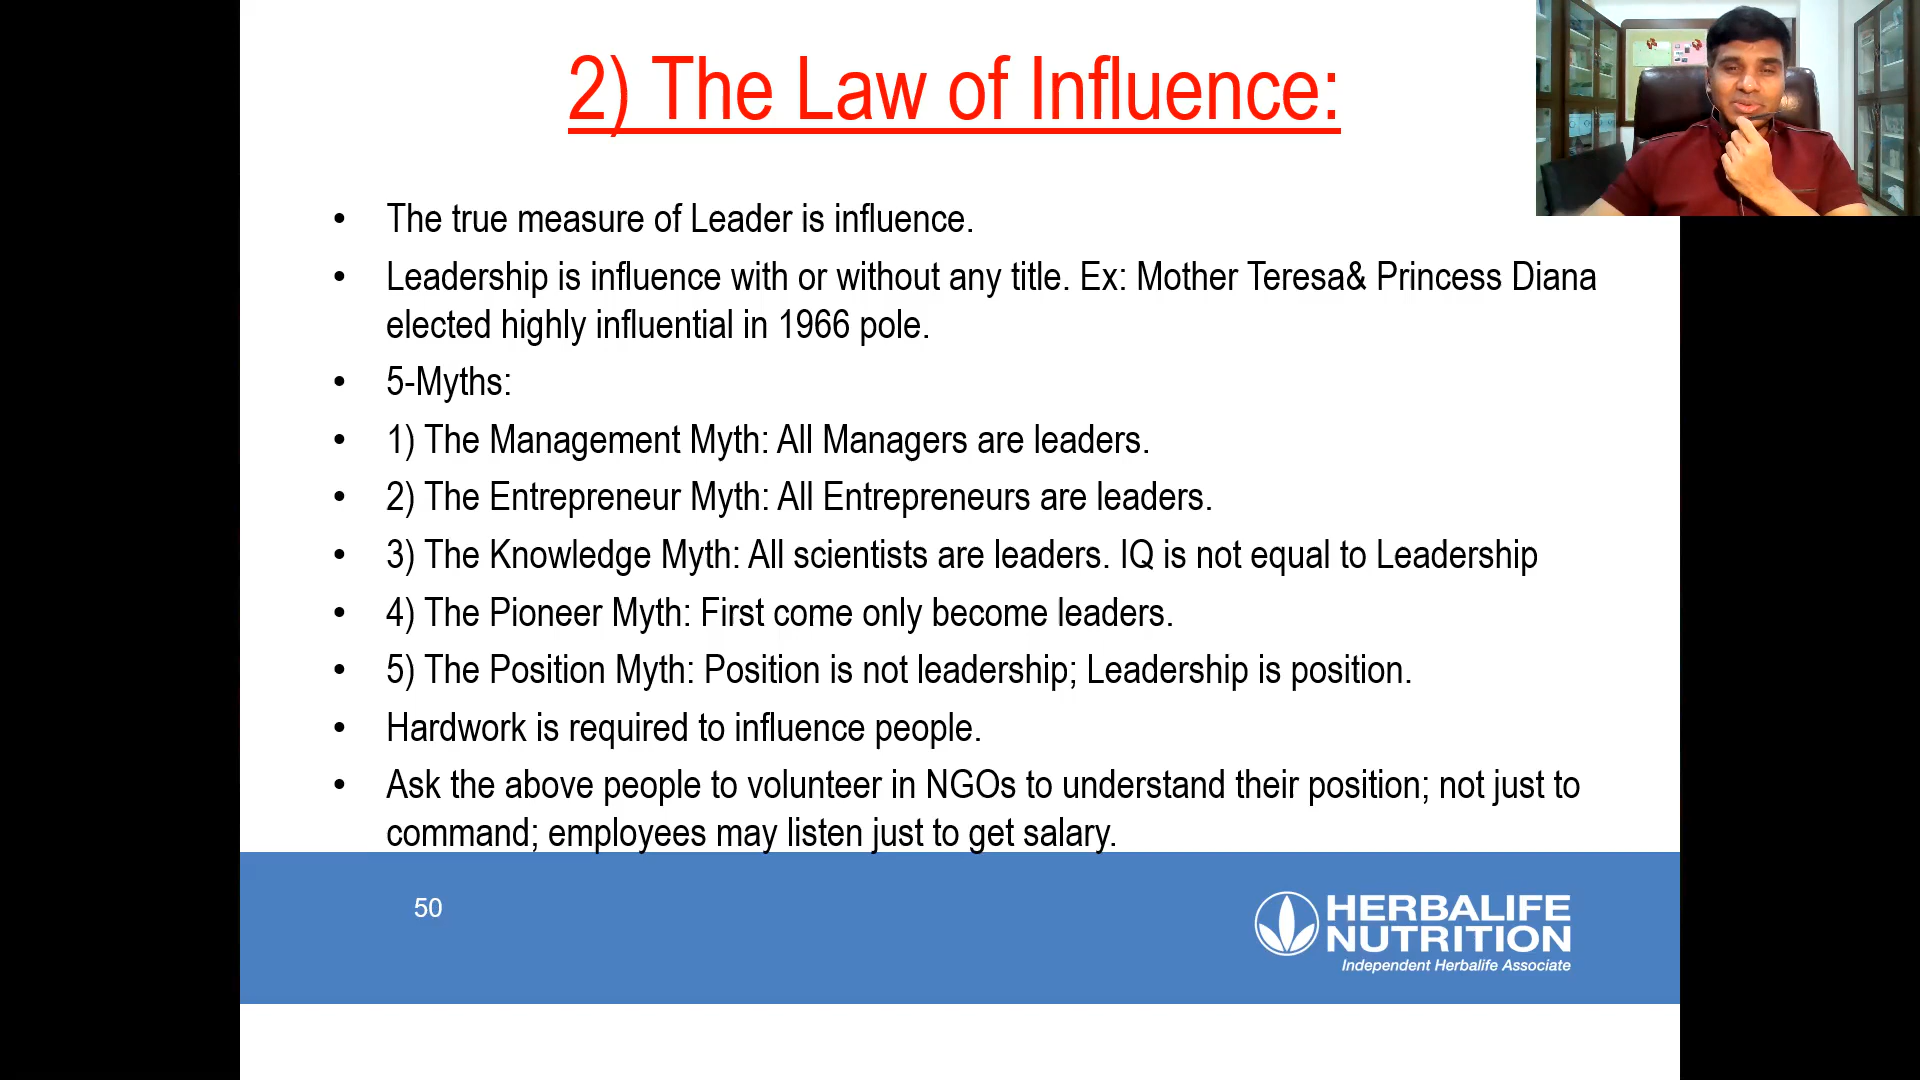 2) The Law of Influence:
• The true measure of Leader is influence.
• Leadership is influence with or without any title. Ex: Mother Teresa& Princess Diana
elected highly influential in 1966 pole.
• 5-Myths:
• 1) The Management Myth: All Managers are leaders.
• 2) The Entrepreneur Myth: All Entrepreneurs are leaders.
• 3) The Knowledge Myth: All scientists are leaders. IQ is not equal to Leadership
• 4) The Pioneer Myth: First come only become leaders.
• 5) The Position Myth: Position is not leadership; Leadership is position.
• Hardwork is required to influence people.
• Ask the above people to volunteer in NGOs to understand their position; not just to
command; employees may listen just to get salary.
50
HERBALIFE
NUTRITION
Independent Herbalife Associate